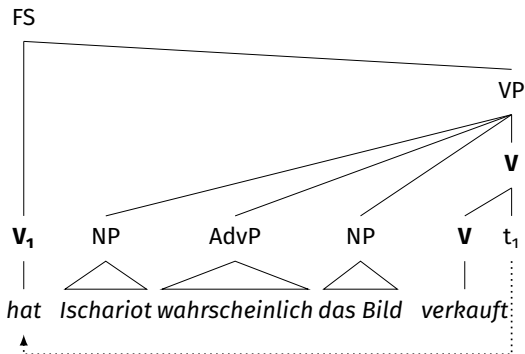 FS
VP
V
V₁ NP AdvP NP V t₁
hat Ischariot wahrscheinlich das Bild verkauft